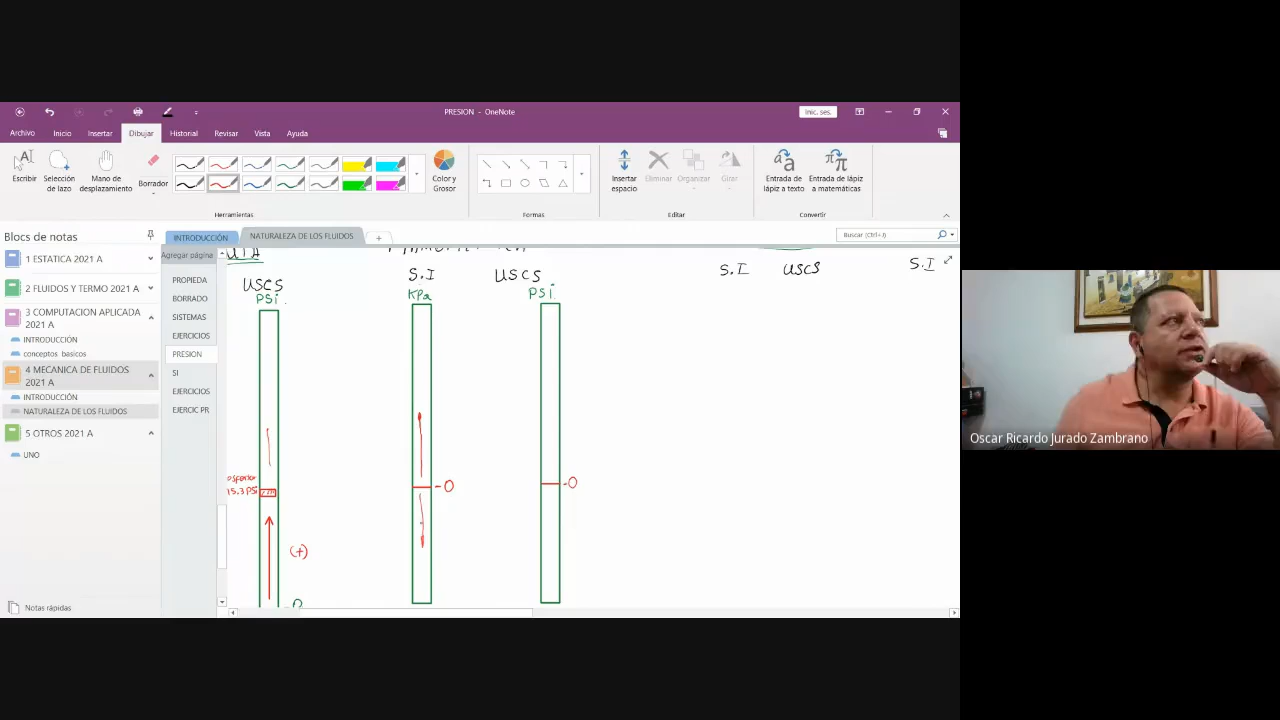 PRESION - OneNote
Inic. ses.
Archivo
Inicio
Insertar
Dibujar
Historial
Revisar
Vista
Ayuda
Escribir
Selección de lazo
Mano de desplazamiento
Borrador
Color y Grosor
Insertar espacio
Eliminar
Organizar
Girar
Entrada de lápiz a texto
Entrada de lápiz a matemáticas
Herramientas
Formas
Editar
Convertir
Blocs de notas
INTRODUCCIÓN
NATURALEZA DE LOS FLUIDOS
Buscar (Ctrl+J)
1 ESTATICA 2021 A
2 FLUIDOS Y TERMO 2021 A
3 COMPUTACION APLICADA 2021 A
INTRODUCCIÓN
conceptos basicos
4 MECANICA DE FLUIDOS 2021 A
INTRODUCCIÓN
NATURALEZA DE LOS FLUIDOS
5 OTROS 2021 A
UNO
Notas rápidas
Agregar página
PROPIEDA
BORRADO
SISTEMAS
EJERCICIOS
PRESION
SI
EJERCICIOS
EJERCIC PR
USCS
PSi
S.I
KPa
USCS
PSi
S.I
USCS
S.I
osferica
15.3 PSi
(+)
-0
-0
Oscar Ricardo Jurado Zambrano